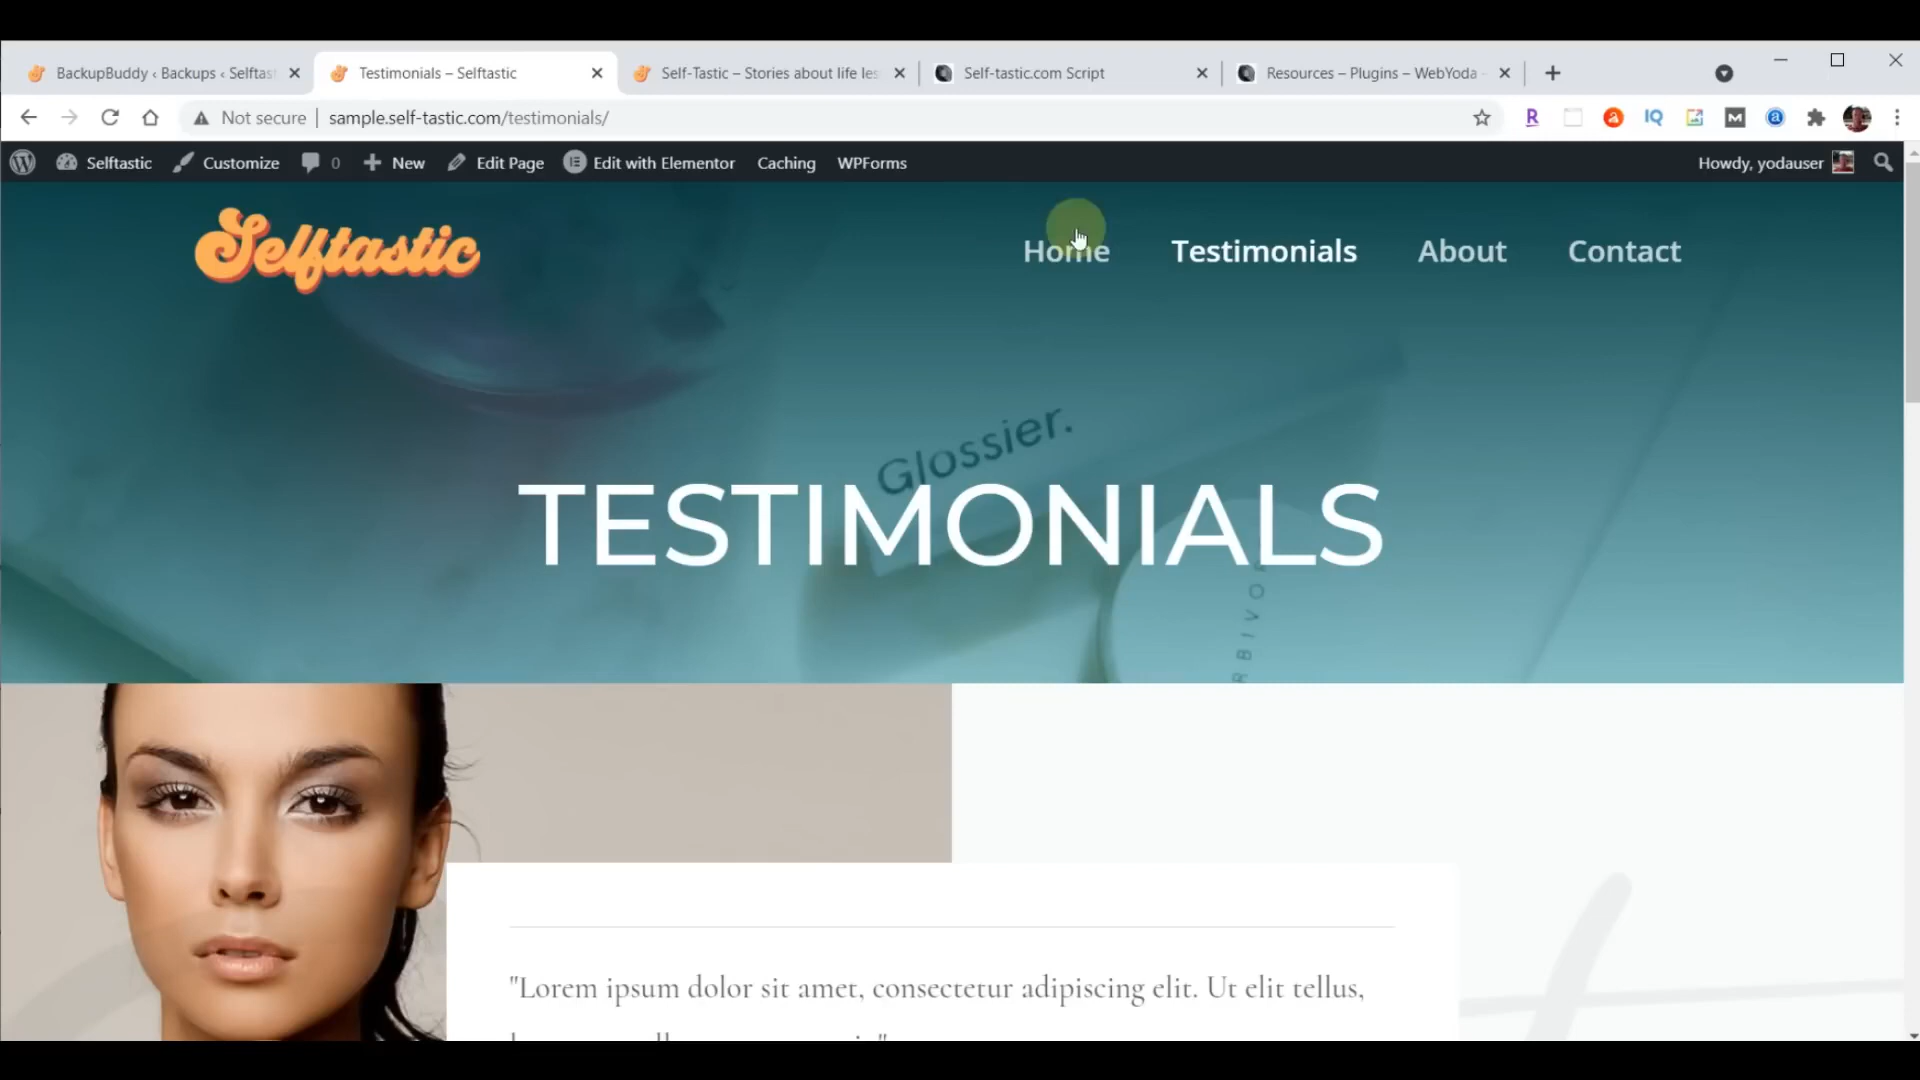 BackupBuddy ‹ Backups ‹ Selftas
Testimonials – Selftastic
Self-Tastic – Stories about life les
Self-tastic.com Script
Resources – Plugins – WebYoda -
Not secure
sample.self-tastic.com/testimonials/
R
a
IQ
M
a
Selftastic
Customize
0
New
Edit Page
Edit with Elementor
Caching
WPForms
Howdy, yodauser
Selftastic
Home
Testimonials
About
Contact
Glossier.
TESTIMONIALS
RBIVO
"Lorem ipsum dolor sit amet, consectetur adipiscing elit. Ut elit tellus,